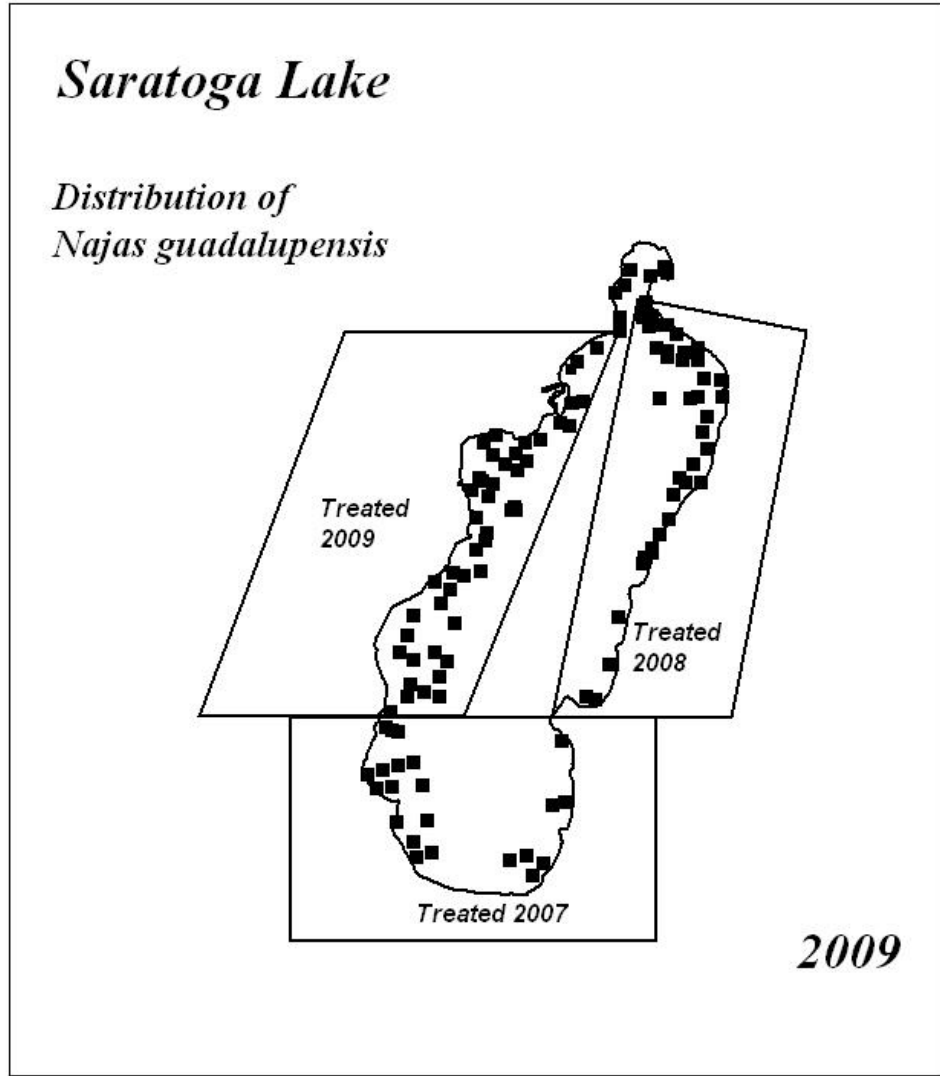 Saratoga Lake
Distribution of
Najas guadalupensis
Treated
2009
Treated
2008
Treated 2007
2009